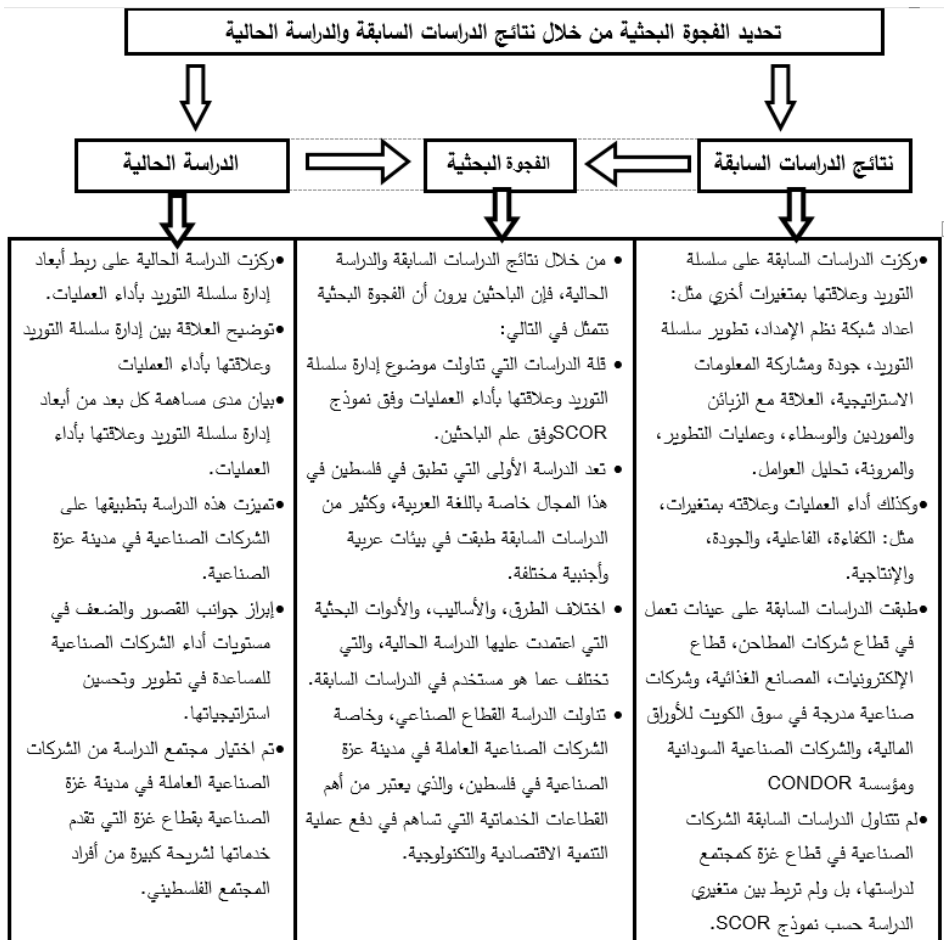 تحديد الفجوة البحثية من خلال نتائج الدراسات السابقة والدراسة الحالية
نتائج الدراسات السابقة
الفجوة البحثية
الدراسة الحالية
•ركزت الدراسات السابقة على سلسلة
التوريد وعلاقتها بمتغيرات أخري مثل:
اعداد شبكة نظم الإمداد، تطوير سلسلة
التوريد، جودة ومشاركة المعلومات
الاستراتيجية، العلاقة مع الزبائن
والموردين والوسطاء، وعمليات التطوير،
والمرونة، تحليل العوامل.
•وكذلك أداء العمليات وعلاقته بمتغيرات،
مثل: الكفاءة، الفاعلية، والجودة،
والإنتاجية.
•طبقت الدراسات السابقة على عينات تعمل
في قطاع شركات المطاحن، قطاع
الإلكترونيات، المصانع الغذائية، وشركات
صناعية مدرجة في سوق الكويت للأوراق
المالية، والشركات الصناعية السودانية
ومؤسسة CONDOR
•لم تتناول الدراسات السابقة الشركات
الصناعية في قطاع غزة كمجتمع
لدراستها، بل ولم تربط بين متغيري
الدراسة حسب نموذج SCOR.
• من خلال نتائج الدراسات السابقة والدراسة
الحالية، فإن الباحثين يرون أن الفجوة البحثية
تتمثل في التالي:
• قلة الدراسات التي تناولت موضوع إدارة سلسلة
التوريد وعلاقتها بأداء العمليات وفق نموذج
SCORوفق علم الباحثين.
• تعد الدراسة الأولى التي تطبق في فلسطين في
هذا المجال خاصة باللغة العربية، وكثير من
الدراسات السابقة طبقت في بيئات عربية
وأجنبية مختلفة.
• اختلاف الطرق، والأساليب، والأدوات البحثية
التي اعتمدت عليها الدراسة الحالية، والتي
تختلف عما هو مستخدم في الدراسات السابقة.
• تناولت الدراسة القطاع الصناعي، وخاصة
الشركات الصناعية العاملة في مدينة غزة
الصناعية في فلسطين، والذي يعتبر من أهم
القطاعات الخدماتية التي تساهم في دفع عملية
التنمية الاقتصادية والتكنولوجية.
•ركزت الدراسة الحالية على ربط أبعاد
إدارة سلسلة التوريد بأداء العمليات.
•توضيح العلاقة بين إدارة سلسلة التوريد
وعلاقتها بأداء العمليات
•بيان مدى مساهمة كل بعد من أبعاد
إدارة سلسلة التوريد وعلاقتها بأداء
العمليات.
•تميزت هذه الدراسة بتطبيقها على
الشركات الصناعية في مدينة غزة
الصناعية.
•إبراز جوانب القصور والضعف في
مستويات أداء الشركات الصناعية
للمساعدة في تطوير وتحسين
استراتيجياتها.
•تم اختيار مجتمع الدراسة من الشركات
الصناعية العاملة في مدينة غزة
الصناعية بقطاع غزة التي تقدم
خدماتها لشريحة كبيرة من أفراد
المجتمع الفلسطيني.